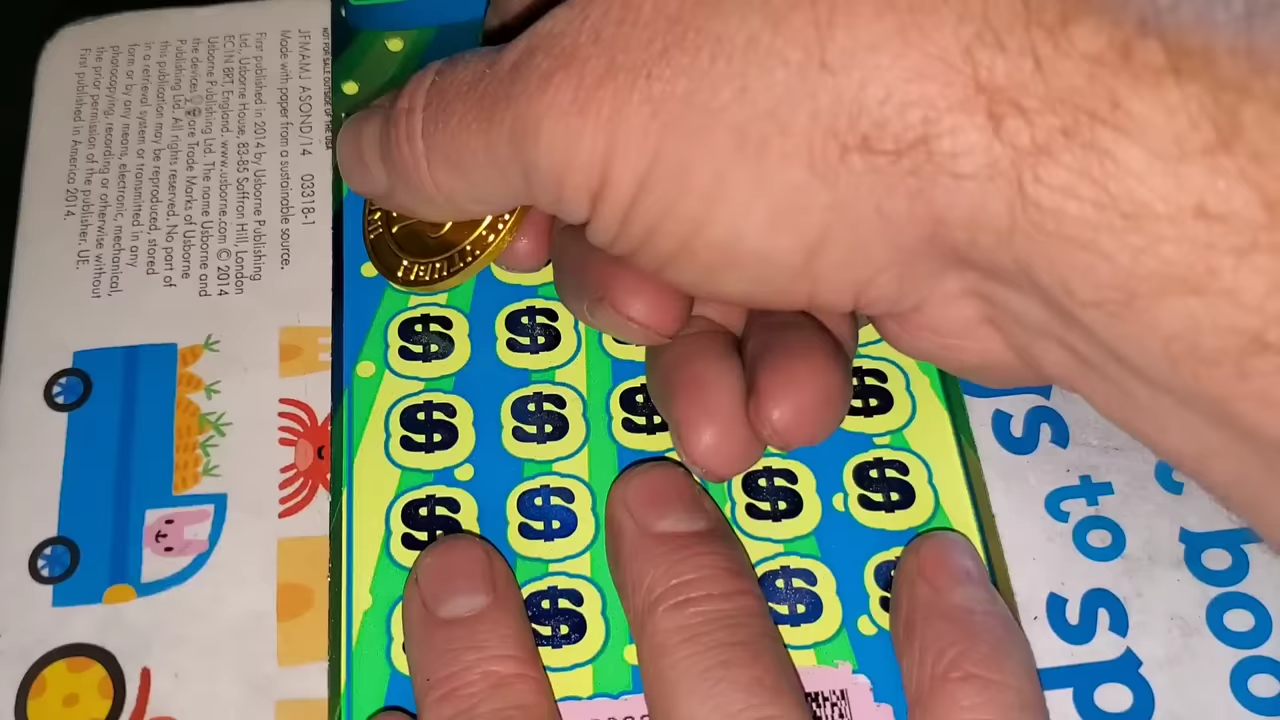 NOT FOR SALE OUTSIDE OF THE USA
JFMAMJ ASOND/14 03318-1
Made with paper from a sustainable source.
First published in 2014 by Usborne Publishing
Ltd., Usborne House, 83-85 Saffron Hill, London
EC1N 8RT, England. www.usborne.com © 2014
Usborne Publishing Ltd. The name Usborne and
the devices are Trade Marks of Usborne
Publishing Ltd. All rights reserved. No part of
this publication may be reproduced, stored
in a retrieval system or transmitted in any
form or by any means, electronic, mechanical,
photocopying, recording or otherwise without
the prior permission of the publisher. UE.
First published in America 2014.
$ $
$ $ $ $
$ $ $ $
$ $ $
boo
s to sp